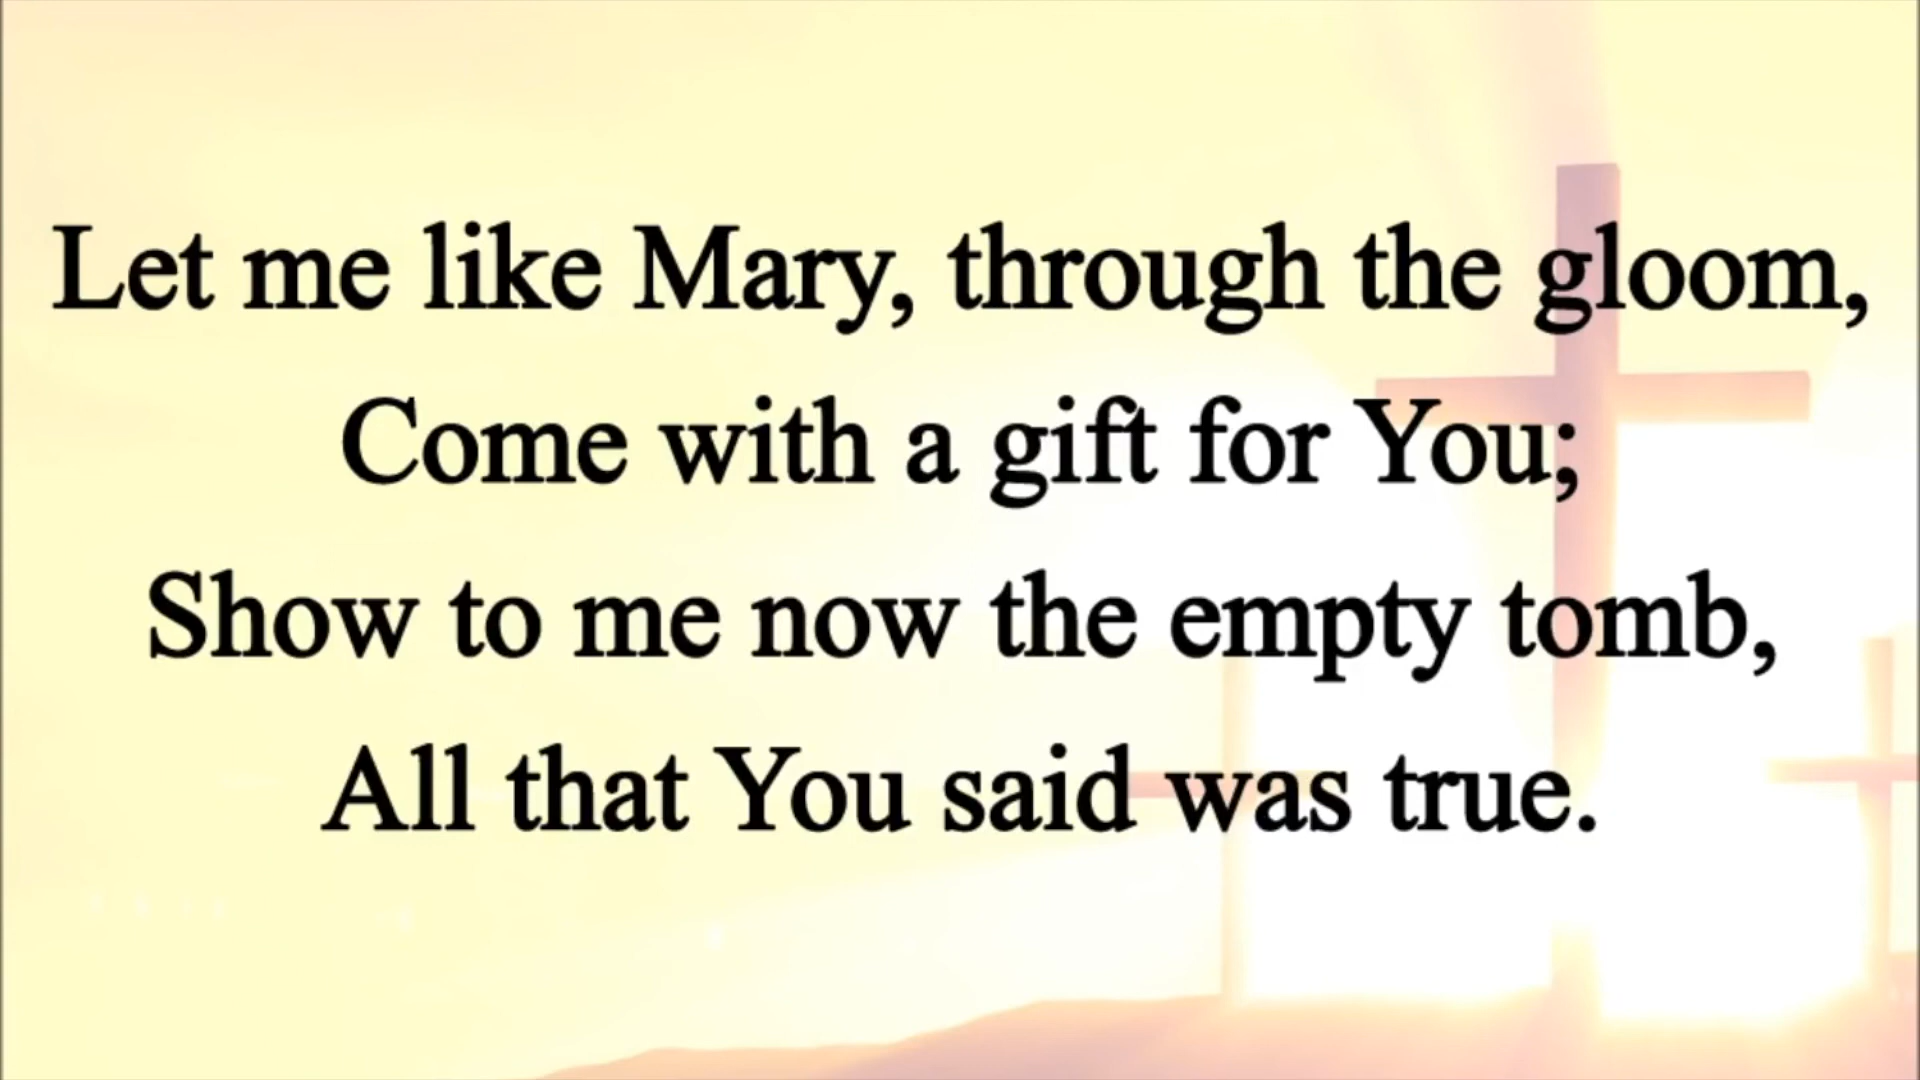 Let me like Mary, through the gloom,
Come with a gift for You;
Show to me now the empty tomb,
All that You said was true.